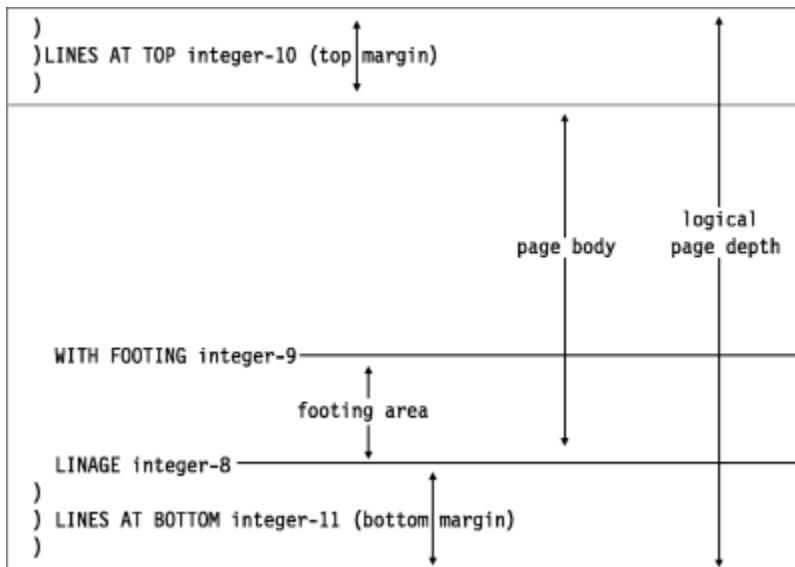 )
)LINES AT TOP integer-10 (top margin)
)
logical
page body page depth
WITH FOOTING integer-9
footing area
LINAGE integer-8
)
) LINES AT BOTTOM integer-11 (bottom margin)
)